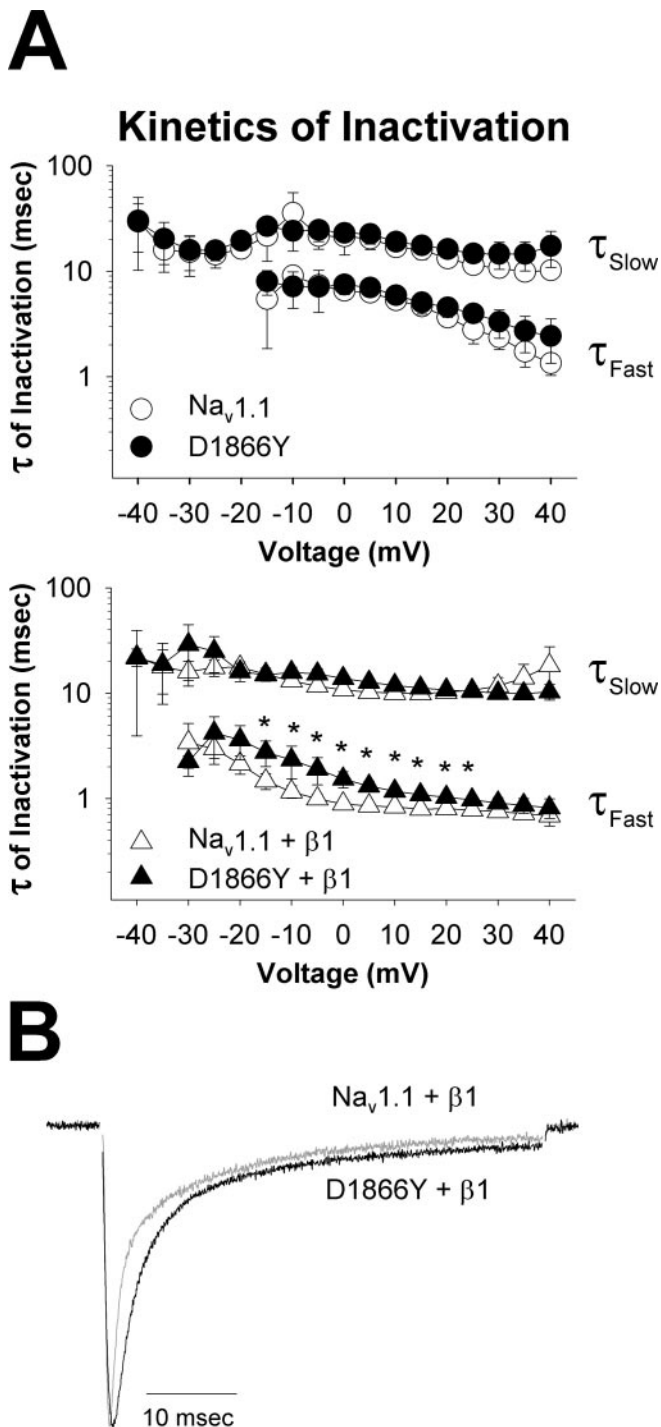 A
Kinetics of Inactivation
τ of Inactivation (msec)
100
10
1
τSlow
τFast
Nav1.1
D1866Y
-40 -30 -20 -10 0 10 20 30 40
Voltage (mV)
τ of Inactivation (msec)
100
10
1
τSlow
* * * * * * * * *
τFast
Nav1.1 + β1
D1866Y + β1
-40 -30 -20 -10 0 10 20 30 40
Voltage (mV)
B
Nav1.1 + β1
D1866Y + β1
10 msec